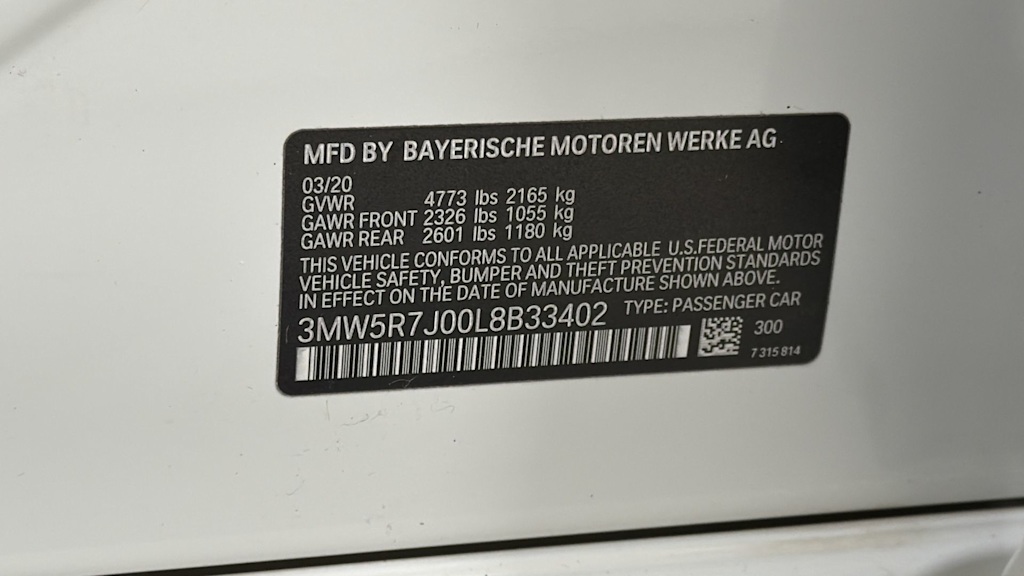 MFD BY BAYERISCHE MOTOREN WERKE AG
03/20
GVWR 4773 lbs 2165 kg
GAWR FRONT 2326 lbs 1055 kg
GAWR REAR 2601 lbs 1180 kg
THIS VEHICLE CONFORMS TO ALL APPLICABLE U.S.FEDERAL MOTOR
VEHICLE SAFETY, BUMPER AND THEFT PREVENTION STANDARDS
IN EFFECT ON THE DATE OF MANUFACTURE SHOWN ABOVE.
3MW5R7J00L8B33402 TYPE: PASSENGER CAR
300
7 315 814